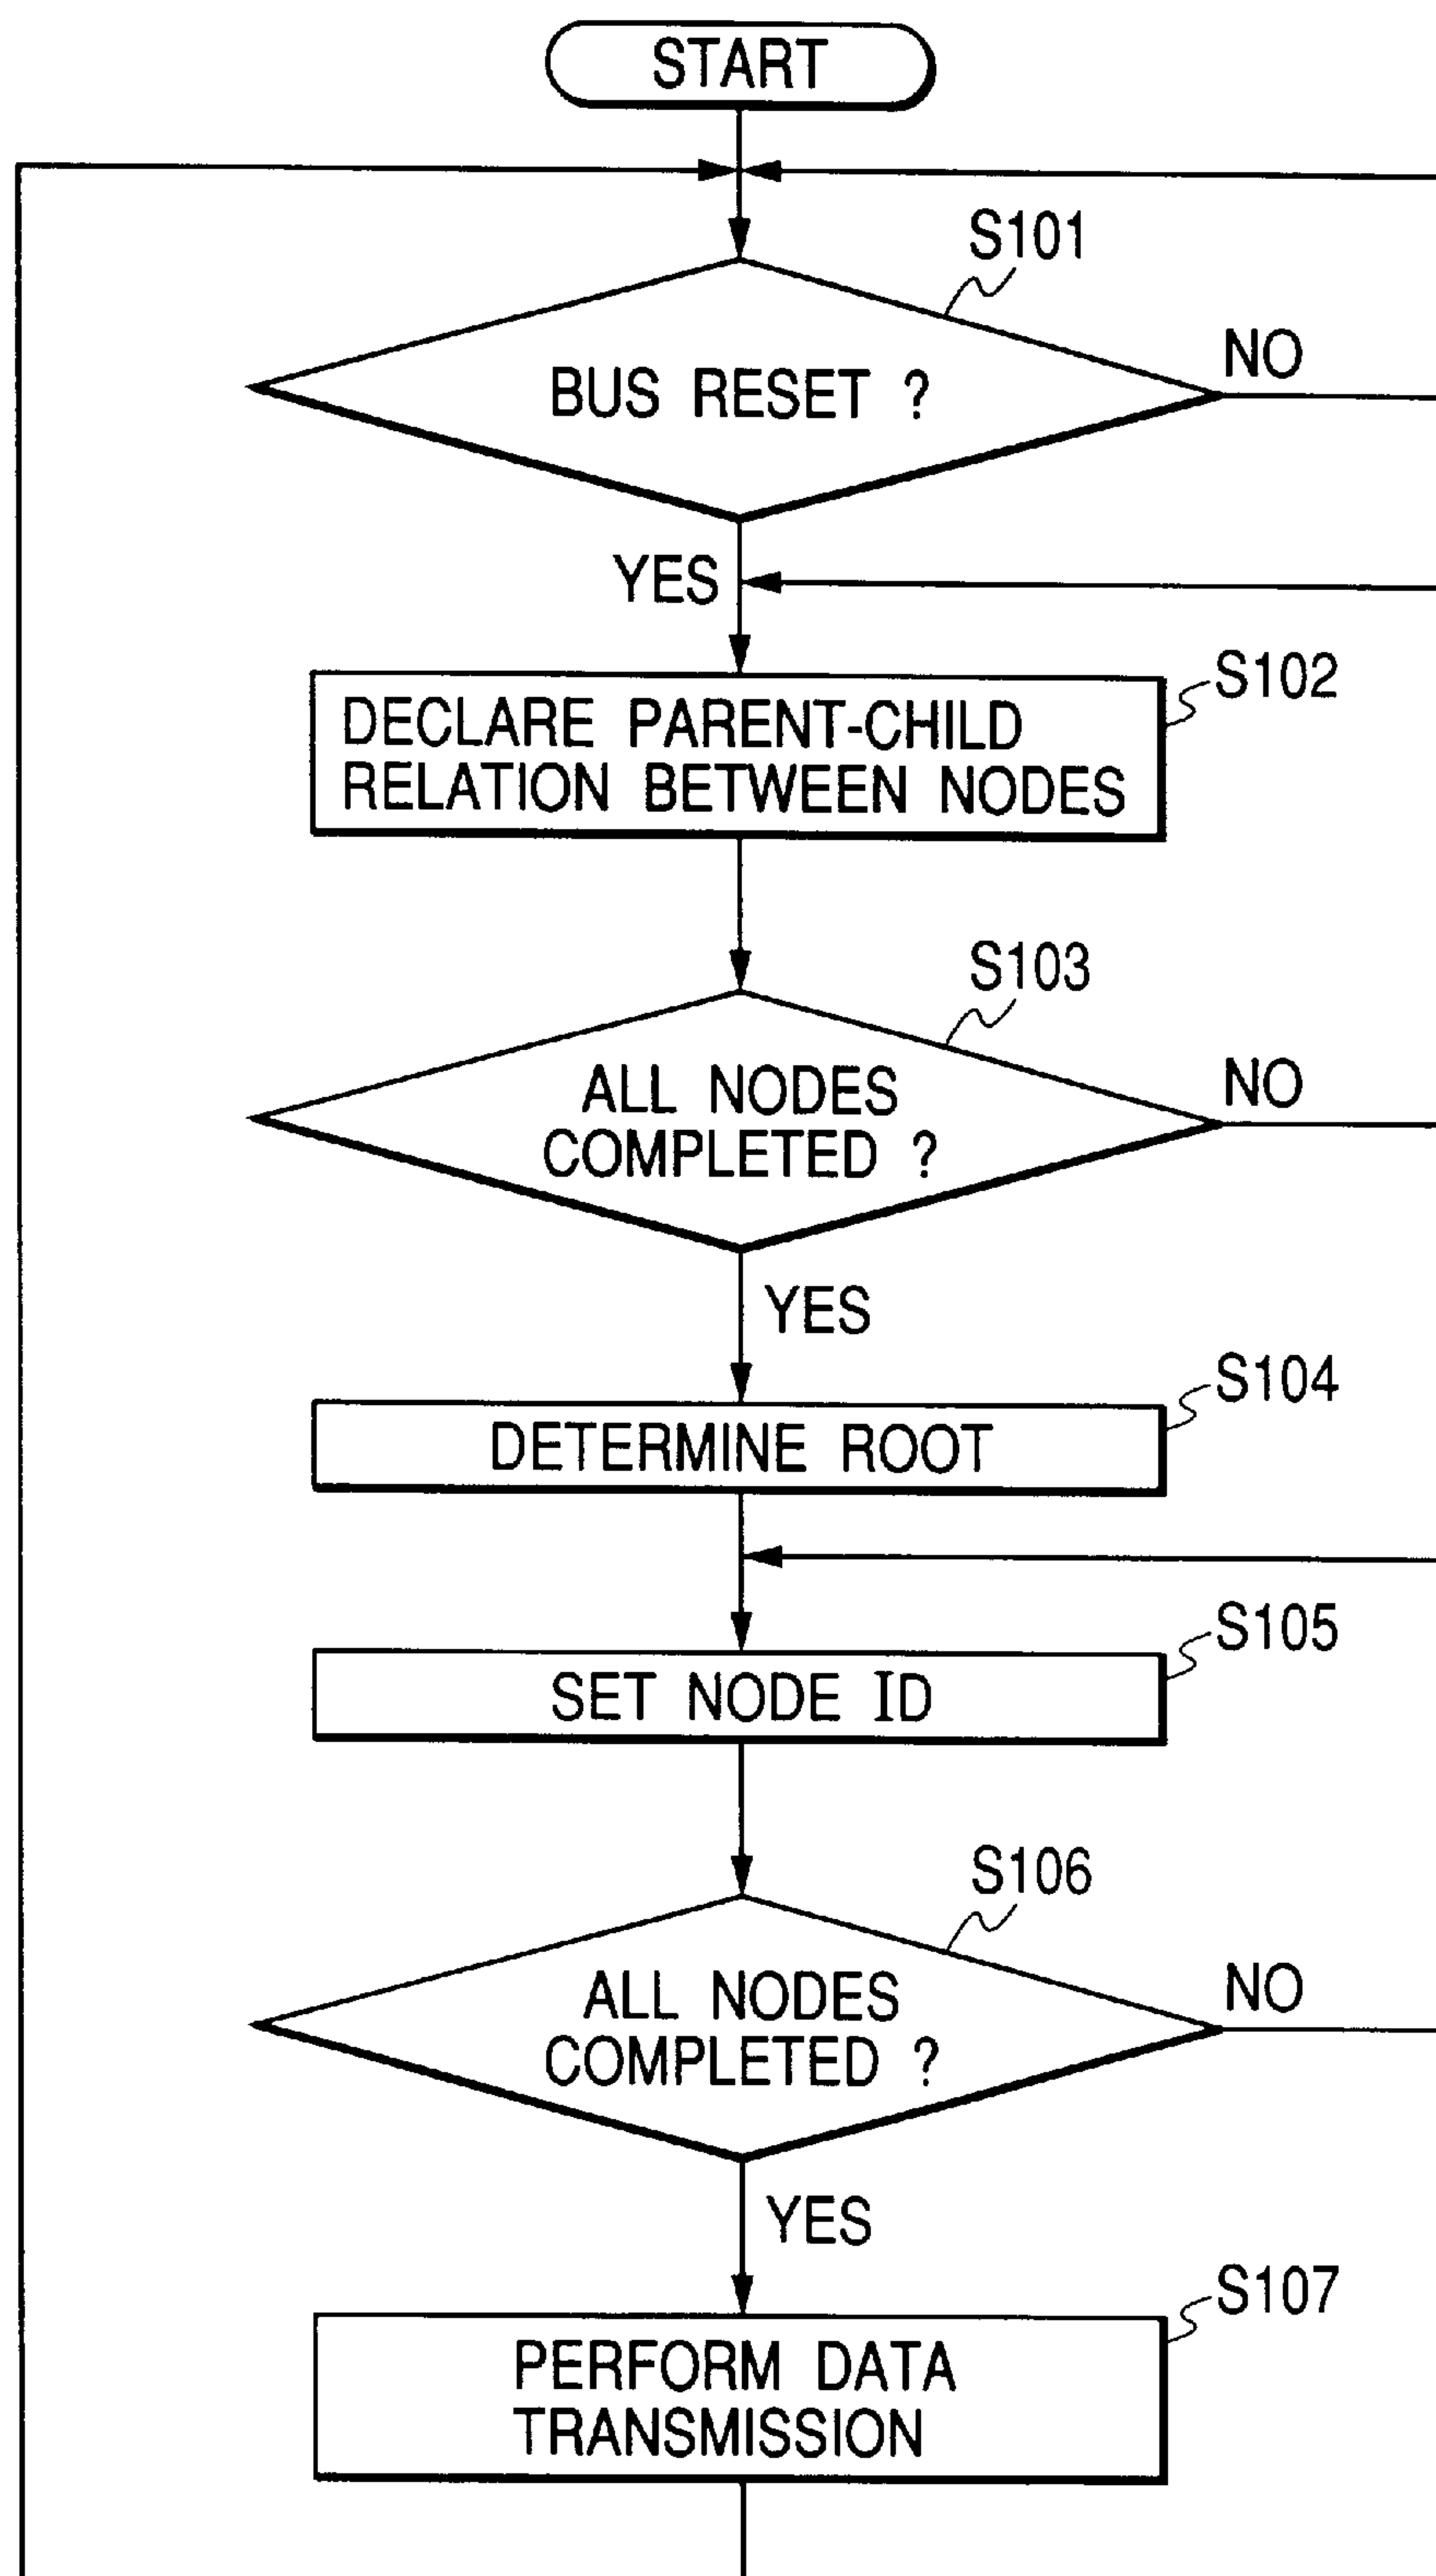 START
S101
BUS RESET ?
NO
YES
S102
DECLARE PARENT-CHILD
RELATION BETWEEN NODES
S103
ALL NODES
COMPLETED ?
NO
YES
S104
DETERMINE ROOT
S105
SET NODE ID
S106
ALL NODES
COMPLETED ?
NO
YES
S107
PERFORM DATA
TRANSMISSION